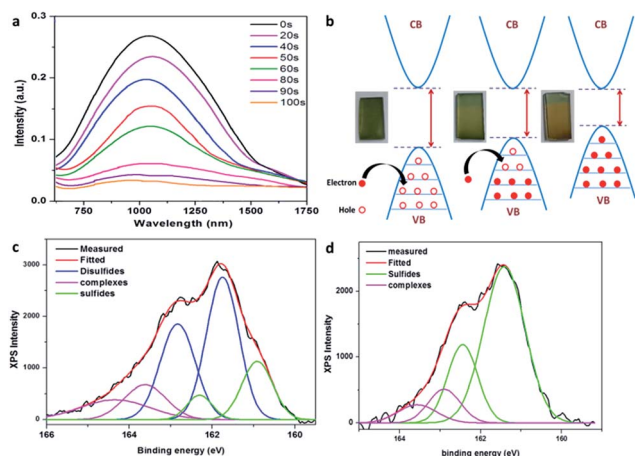 a
0.3
0.2
0.1
0.0
Intensity (a.u.)
0s
20s
40s
50s
60s
80s
90s
100s
750 1000 1250 1500 1750
Wavelength (nm)
b
CB CB CB
Electron
Hole
VB
VB
VB
c
3000
2000
1000
0
XPS Intensity
Measured
Fitted
Disulfides
complexes
sulfides
166 164 162 160
Binding energy (eV)
d
2400
1200
0
XPS Intensity
measured
Fitted
Sulfides
complexes
164 162 160
binding energy (eV)